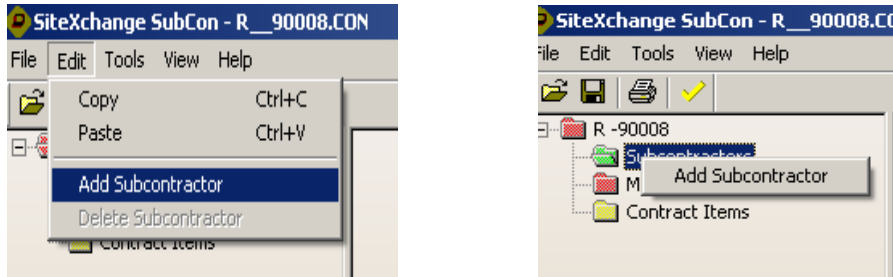 SiteXchange SubCon - R__90008.CON
File Edit Tools View Help
Copy Ctrl+C
Paste Ctrl+V
Add Subcontractor
Delete Subcontractor
Contract Items
SiteXchange SubCon - R__90008.CO
File Edit Tools View Help
R -90008
Subcontractors
Add Subcontractor
M
Contract Items